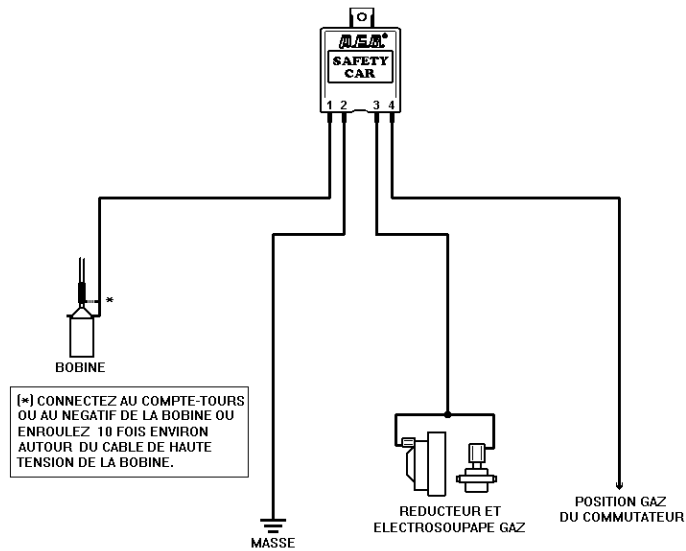 A.E.B.®
SAFETY
CAR
1 2 3 4
*
BOBINE
(*) CONNECTEZ AU COMPTE-TOURS
OU AU NEGATIF DE LA BOBINE OU
ENROULEZ 10 FOIS ENVIRON
AUTOUR DU CABLE DE HAUTE
TENSION DE LA BOBINE.
REDUCTEUR ET
ELECTROSOUPAPE GAZ
POSITION GAZ
DU COMMUTATEUR
MASSE